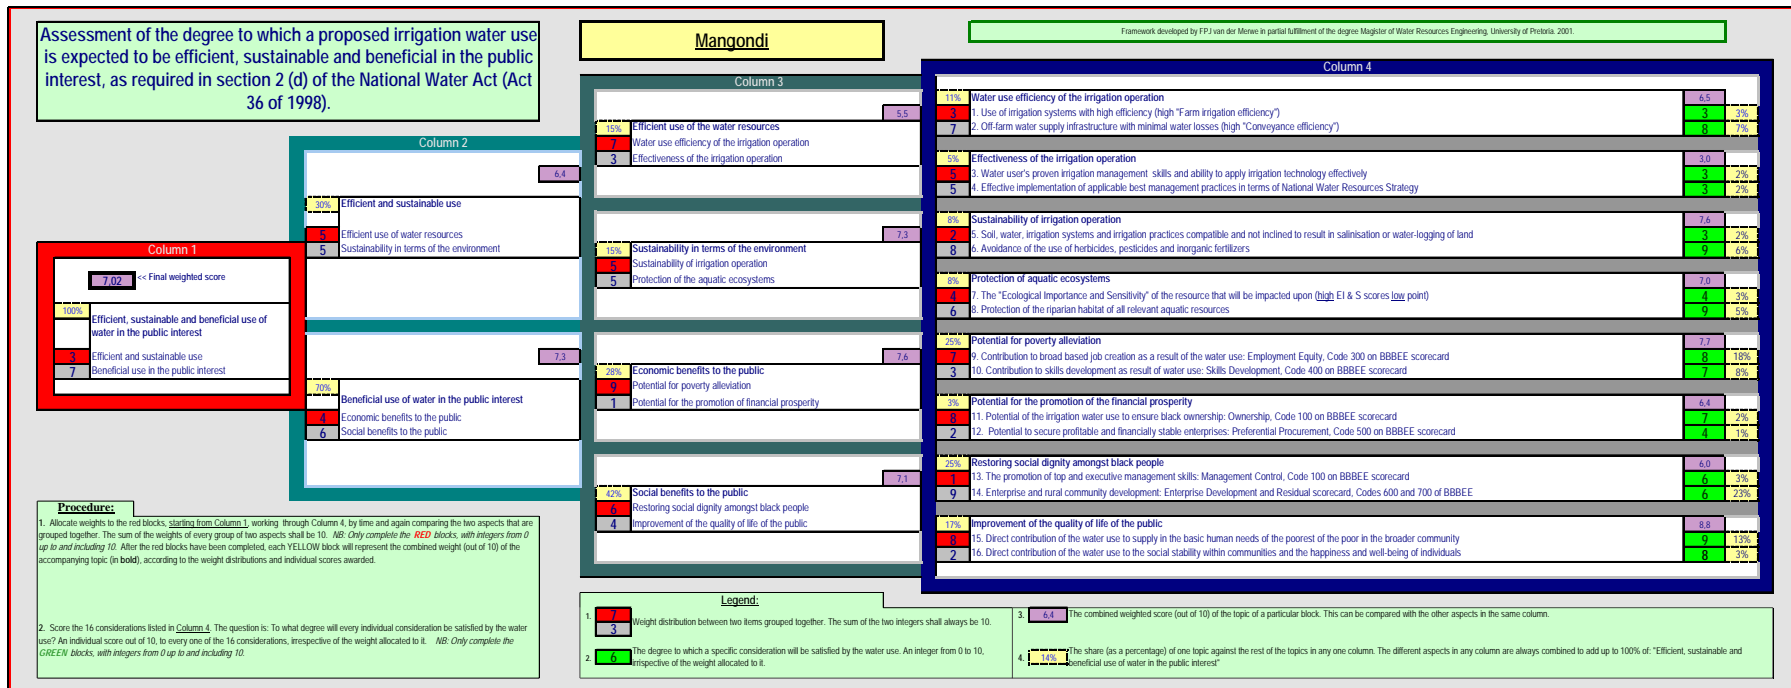 Assessment of the degree to which a proposed irrigation water use
is expected to be efficient, sustainable and beneficial in the public
interest, as required in section 2 (d) of the National Water Act (Act
36 of 1998).
Mangondi
Framework developed by FPJ van der Merwe in partial fulfillment of the degree Magister of Water Resources Engineering, University of Pretoria. 2001.
Column 1
7,02 << Final weighted score
100%
Efficient, sustainable and beneficial use of
water in the public interest
3 Efficient and sustainable use
7 Beneficial use in the public interest
Column 2
6,4
30% Efficient and sustainable use
5 Efficient use of water resources
5 Sustainability in terms of the environment
7,3
70%
Beneficial use of water in the public interest
4 Economic benefits to the public
6 Social benefits to the public
Column 3
5,5
15% Efficient use of the water resources
7 Water use efficiency of the irrigation operation
3 Effectiveness of the irrigation operation
7,3
15% Sustainability in terms of the environment
5 Sustainability of irrigation operation
5 Protection of the aquatic ecosystems
7,6
28% Economic benefits to the public
9 Potential for poverty alleviation
1 Potential for the promotion of financial prosperity
7,1
42% Social benefits to the public
6 Restoring social dignity amongst black people
4 Improvement of the quality of life of the public
Column 4
11% Water use efficiency of the irrigation operation 6,5
3 1. Use of irrigation systems with high efficiency (high "Farm irrigation efficiency") 3 3%
7 2. Off-farm water supply infrastructure with minimal water losses (high "Conveyance efficiency") 8 7%
5% Effectiveness of the irrigation operation 3,0
5 3. Water user's proven irrigation management skills and ability to apply irrigation technology effectively 3 2%
5 4. Effective implementation of applicable best management practices in terms of National Water Resources Strategy 3 2%
8% Sustainability of irrigation operation 7,6
2 5. Soil, water, irrigation systems and irrigation practices compatible and not inclined to result in salinisation or water-logging of land 3 2%
8 6. Avoidance of the use of herbicides, pesticides and inorganic fertilizers 9 6%
8% Protection of aquatic ecosystems 7,0
4 7. The "Ecological Importance and Sensitivity" of the resource that will be impacted upon (high EI & S scores low point) 4 3%
6 8. Protection of the riparian habitat of all relevant aquatic resources 9 5%
25% Potential for poverty alleviation 7,7
7 9. Contribution to broad based job creation as a result of the water use: Employment Equity, Code 300 on BBBEE scorecard 8 18%
3 10. Contribution to skills development as result of water use: Skills Development, Code 400 on BBBEE scorecard 7 8%
3% Potential for the promotion of the financial prosperity 6,4
8 11. Potential of the irrigation water use to ensure black ownership: Ownership, Code 100 on BBBEE scorecard 7 2%
2 12. Potential to secure profitable and financially stable enterprises: Preferential Procurement, Code 500 on BBBEE scorecard 4 1%
25% Restoring social dignity amongst black people 6,0
1 13. The promotion of top and executive management skills: Management Control, Code 100 on BBBEE scorecard 6 3%
9 14. Enterprise and rural community development: Enterprise Development and Residual scorecard, Codes 600 and 700 of BBBEE 6 23%
17% Improvement of the quality of life of the public 8,8
8 15. Direct contribution of the water use to supply in the basic human needs of the poorest of the poor in the broader community 9 13%
2 16. Direct contribution of the water use to the social stability within communities and the happiness and well-being of individuals 8 3%
Procedure:
1. Allocate weights to the red blocks, starting from Column 1, working through Column 4, by time and again comparing the two aspects that are
grouped together. The sum of the weights of every group of two aspects shall be 10. NB: Only complete the RED blocks, with integers from 0
up to and including 10. After the red blocks have been completed, each YELLOW block will represent the combined weight (out of 10) of the
accompanying topic (in bold), according to the weight distributions and individual scores awarded.
2. Score the 16 considerations listed in Column 4. The question is: To what degree will every individual consideration be satisfied by the water
use? An individual score out of 10, to every one of the 16 considerations, irrespective of the weight allocated to it. NB: Only complete the
GREEN blocks, with integers from 0 up to and including 10.
Legend:
1. 7 3 Weight distribution between two items grouped together. The sum of the two integers shall always be 10.
2. 6 The degree to which a specific consideration will be satisfied by the water use. An integer from 0 to 10,
irrispective of the weight allocated to it.
3. 6,4 The combined weighted score (out of 10) of the topic of a particular block. This can be compared with the other aspects in the same column.
4. 14% The share (as a percentage) of one topic against the rest of the topics in any one column. The different aspects in any column are always combined to add up to 100% of: "Efficient, sustainable and
beneficial use of water in the public interest"